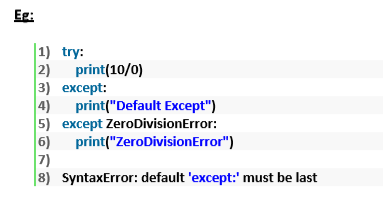 Eg:
1) try:
2)     print(10/0)
3) except:
4)     print("Default Except")
5) except ZeroDivisionError:
6)     print("ZeroDivisionError")
7)
8) SyntaxError: default 'except:' must be last